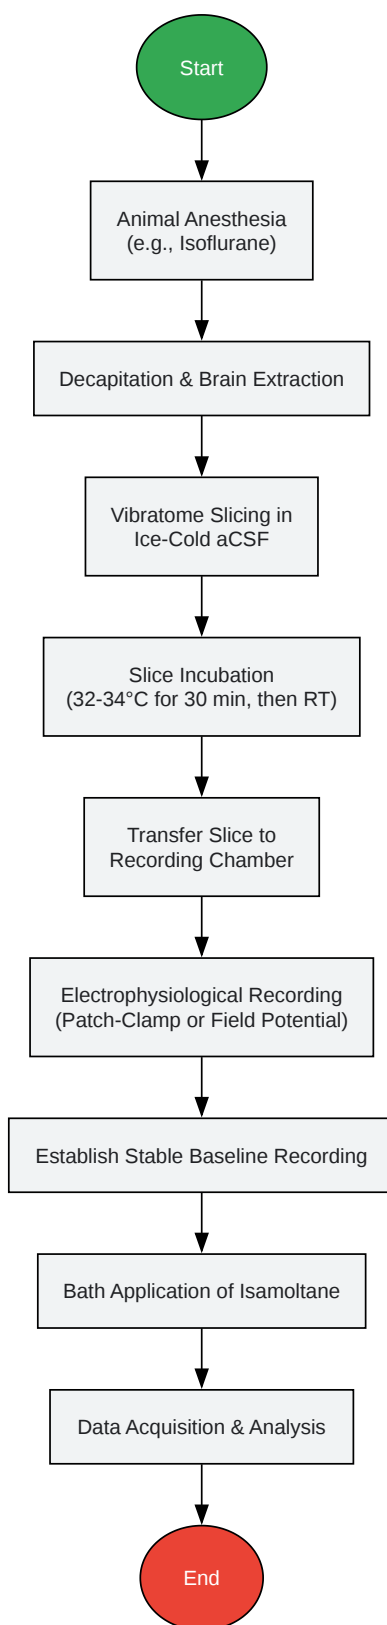 Start
Animal Anesthesia
(e.g., Isoflurane)
Decapitation & Brain Extraction
Vibratome Slicing in
Ice-Cold aCSF
Slice Incubation
(32-34°C for 30 min, then RT)
Transfer Slice to
Recording Chamber
Electrophysiological Recording
(Patch-Clamp or Field Potential)
Establish Stable Baseline Recording
Bath Application of Isamoltane
Data Acquisition & Analysis
End